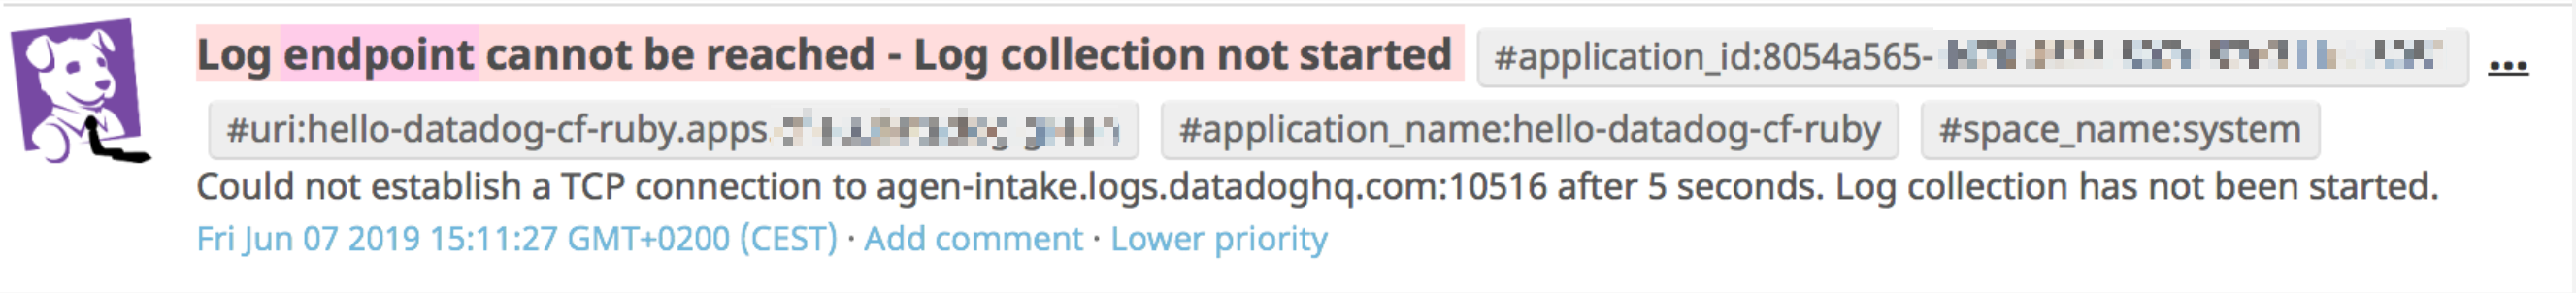 Log endpoint cannot be reached - Log collection not started #application_id:8054a565- ...
#uri:hello-datadog-cf-ruby.apps #application_name:hello-datadog-cf-ruby #space_name:system
Could not establish a TCP connection to agen-intake.logs.datadoghq.com:10516 after 5 seconds. Log collection has not been started.
Fri Jun 07 2019 15:11:27 GMT+0200 (CEST) · Add comment · Lower priority